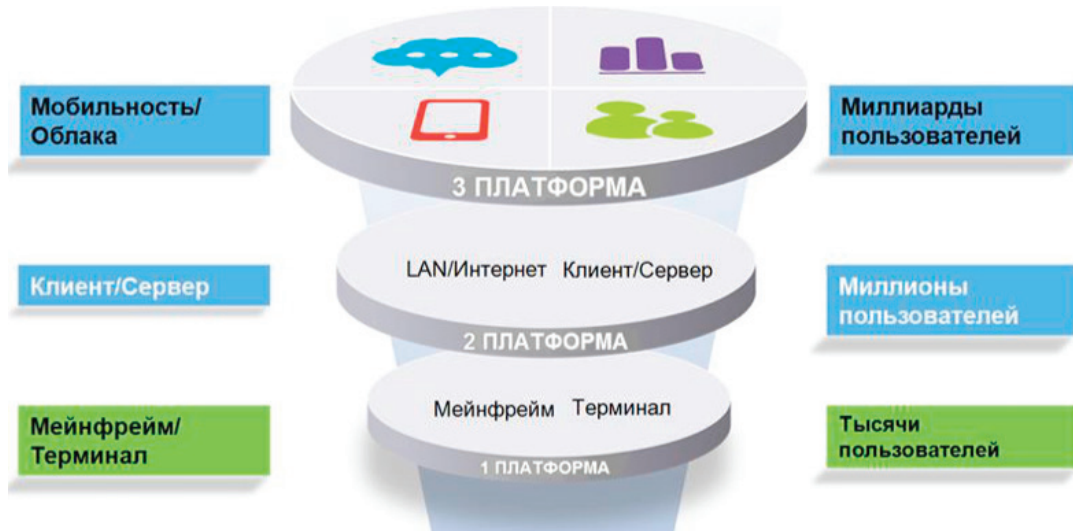 Мобильность/
Облака
3 ПЛАТФОРМА
Миллиарды
пользователей
Клиент/Сервер
LAN/Интернет Клиент/Сервер
2 ПЛАТФОРМА
Миллионы
пользователей
Мейнфрейм/
Терминал
Мейнфрейм Терминал
1 ПЛАТФОРМА
Тысячи
пользователей